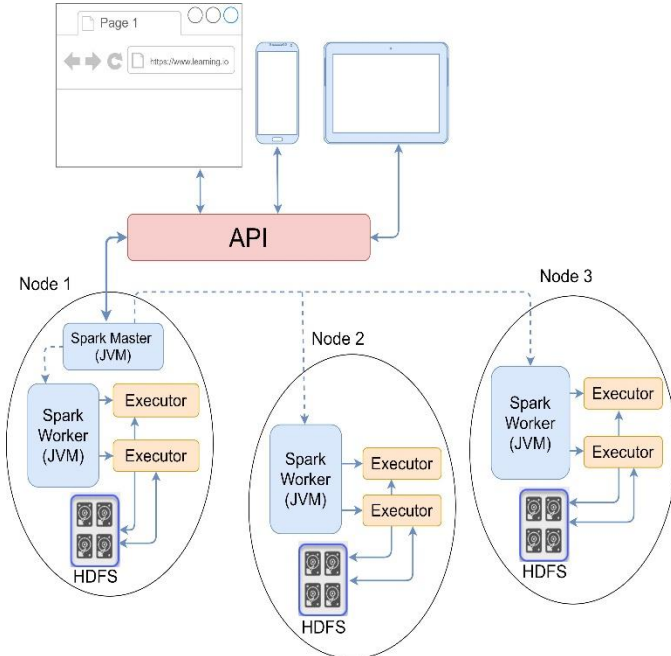 Page 1
https://www.learning.io
API
Node 1
Spark Master
(JVM)
Spark
Worker
(JVM)
Executor
Executor
HDFS
Node 2
Spark
Worker
(JVM)
Executor
Executor
HDFS
Node 3
Spark
Worker
(JVM)
Executor
Executor
HDFS